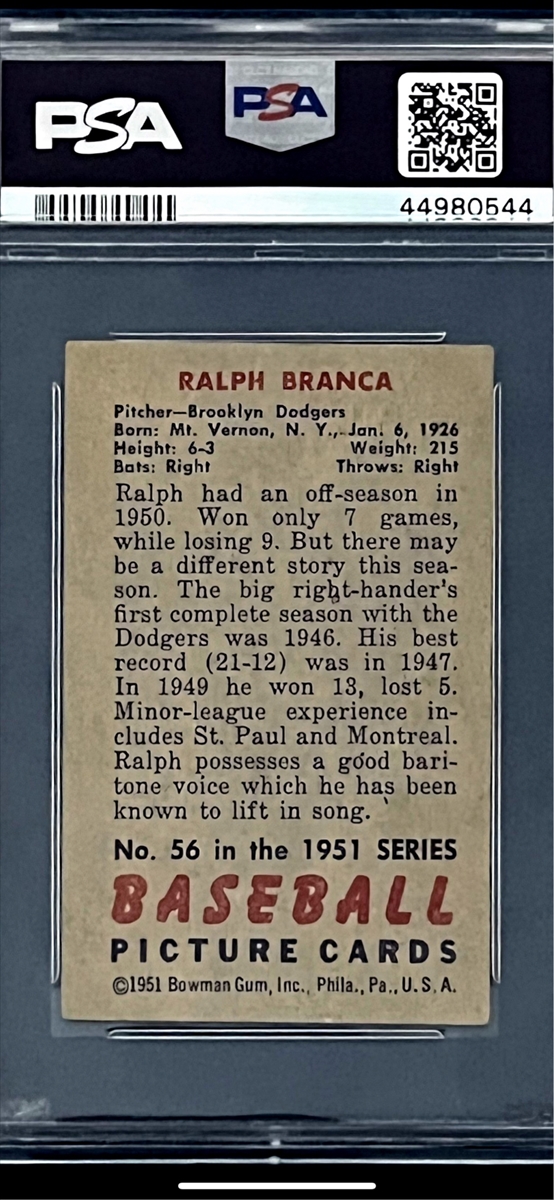 PSA
PSA
44980544
RALPH BRANCA
Pitcher—Brooklyn Dodgers
Born: Mt. Vernon, N. Y., Jan. 6, 1926
Height: 6-3 Weight: 215
Bats: Right Throws: Right
Ralph had an off-season in
1950. Won only 7 games,
while losing 9. But there may
be a different story this sea-
son. The big right-hander's
first complete season with the
Dodgers was 1946. His best
record (21-12) was in 1947.
In 1949 he won 13, lost 5.
Minor-league experience in-
cludes St. Paul and Montreal.
Ralph possesses a good bari-
tone voice which he has been
known to lift in song.
No. 56 in the 1951 SERIES
BASEBALL
PICTURE CARDS
©1951 Bowman Gum, Inc., Phila., Pa., U. S. A.